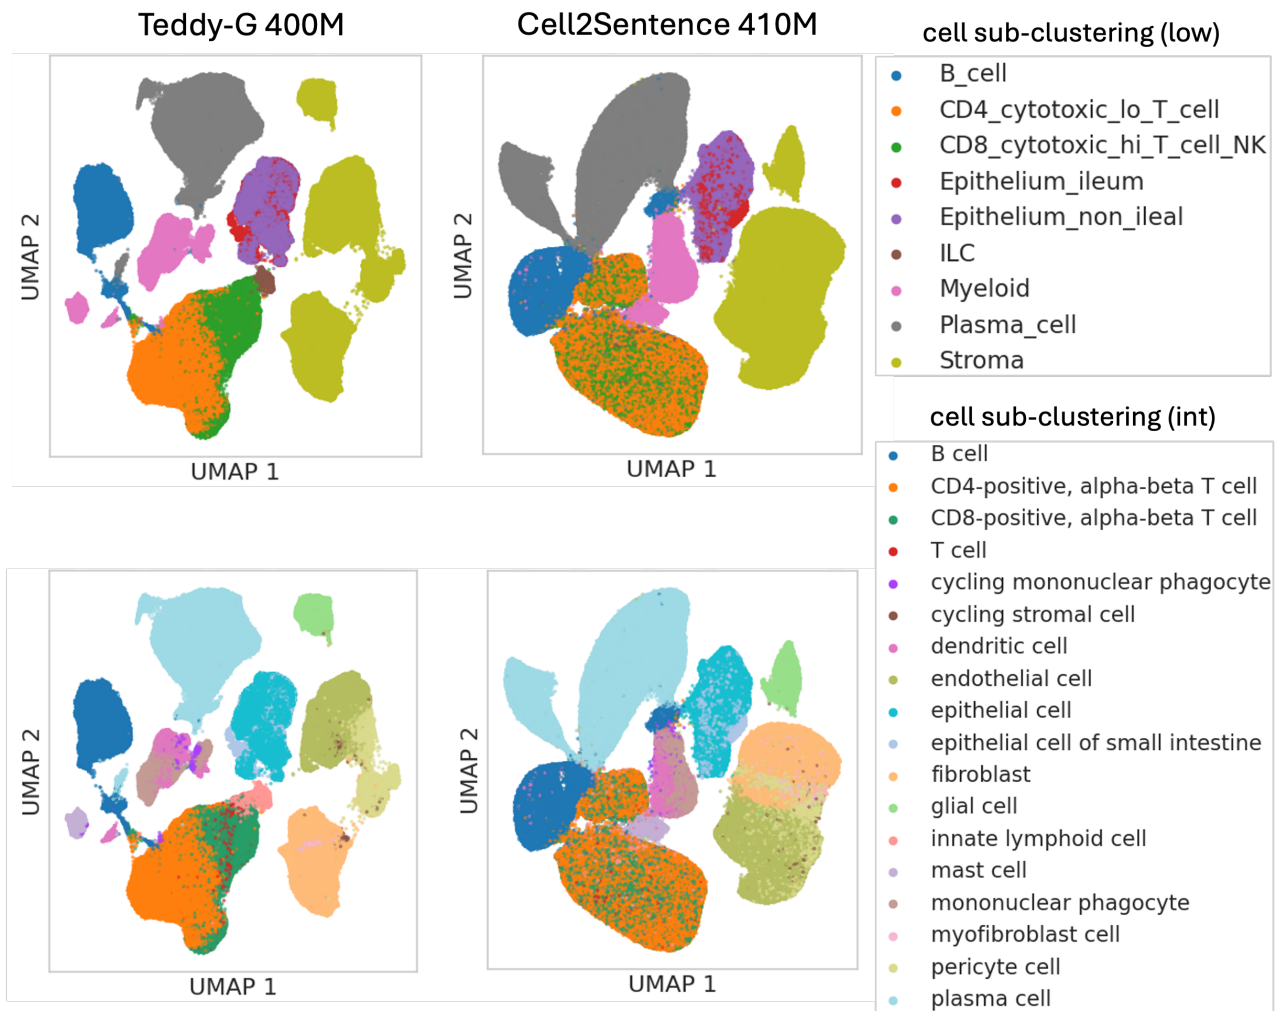 Teddy-G 400M
Cell2Sentence 410M
cell sub-clustering (low)
B_cell
CD4_cytotoxic_lo_T_cell
CD8_cytotoxic_hi_T_cell_NK
Epithelium_ileum
Epithelium_non_ileal
ILC
Myeloid
Plasma_cell
Stroma
UMAP 2
UMAP 1
UMAP 2
UMAP 1
cell sub-clustering (int)
B cell
CD4-positive, alpha-beta T cell
CD8-positive, alpha-beta T cell
T cell
cycling mononuclear phagocyte
cycling stromal cell
dendritic cell
endothelial cell
epithelial cell
epithelial cell of small intestine
fibroblast
glial cell
innate lymphoid cell
mast cell
mononuclear phagocyte
myofibroblast cell
pericyte cell
plasma cell
UMAP 2
UMAP 1
UMAP 2
UMAP 1